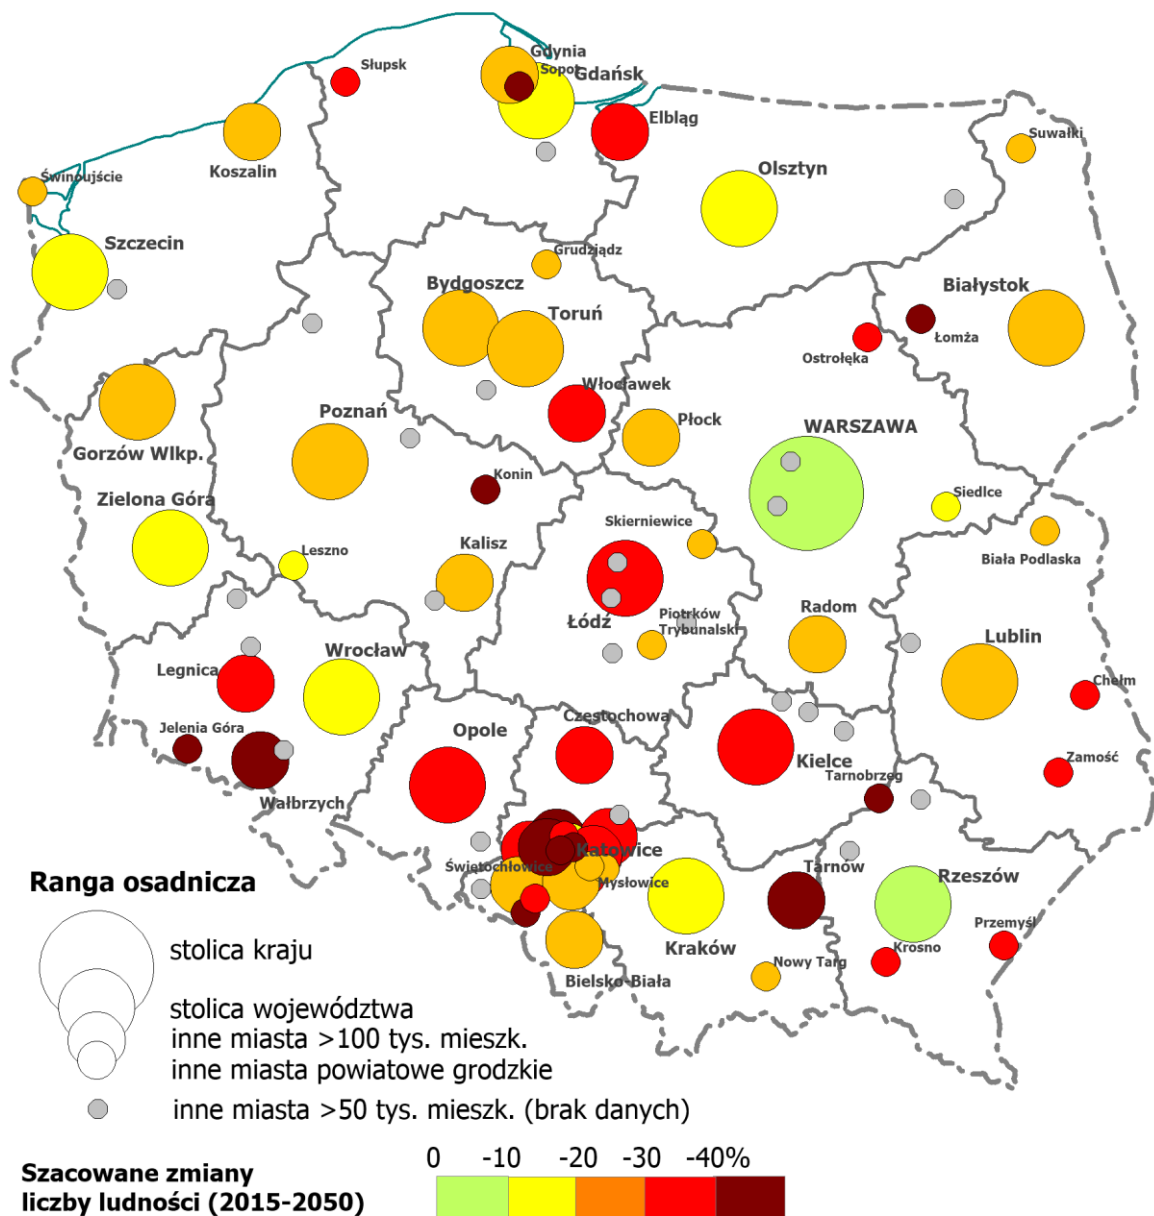 Gdynia
Sopot
Gdańsk
Słupsk
Elbląg
Koszalin
Suwałki
Olsztyn
Świnoujście
Szczecin
Grudziądz
Bydgoszcz
Toruń
Białystok
Łomża
Ostrołęka
Włocławek
Płock
Poznań
WARSZAWA
Gorzów Wlkp.
Konin
Zielona Góra
Siedlce
Skierniewice
Leszno
Kalisz
Biała Podlaska
Łódź
Piotrków
Trybunalski
Radom
Lublin
Wrocław
Legnica
Chełm
Jelenia Góra
Opole
Częstochowa
Kielce
Zamość
Tarnobrzeg
Wałbrzych
Katowice
Świętochłowice
Mysłowice
Tarnów
Rzeszów
Kraków
Przemyśl
Krosno
Nowy Targ
Bielsko-Biała
Ranga osadnicza
stolica kraju
stolica województwa
inne miasta >100 tys. mieszk.
inne miasta powiatowe grodzkie
inne miasta >50 tys. mieszk. (brak danych)
0 -10 -20 -30 -40%
Szacowane zmiany
liczby ludności (2015-2050)